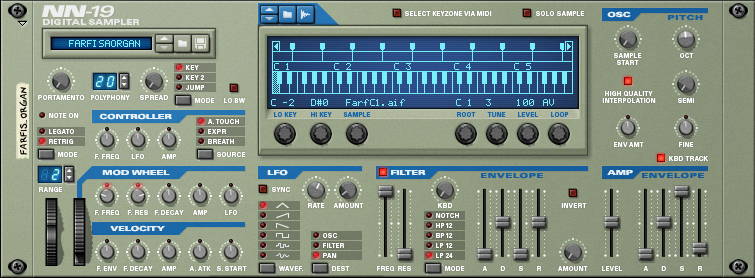 NN-19
DIGITAL SAMPLER
FARFISAORGAN
PORTAMENTO
20
POLYPHONY
SPREAD
KEY
KEY 2
JUMP
MODE
LO BW
NOTE ON
LEGATO
RETRIG
MODE
FARFIS.ORGAN
CONTROLLER
F. FREQ
LFO
AMP
A. TOUCH
EXPR
BREATH
SOURCE
2
RANGE
MOD WHEEL
F. FREQ
F. RES
F. DECAY
AMP
LFO
VELOCITY
F. ENV
F. DECAY
AMP
A. ATK
S. START
SELECT KEYZONE VIA MIDI
SOLO SAMPLE
C 1
C 2
C 3
C 4
C 5
C -2
D#0
FarfC1.aif
C 1
3
100
AV
LO KEY
HI KEY
SAMPLE
ROOT
TUNE
LEVEL
LOOP
OSC
PITCH
SAMPLE
START
OCT
HIGH QUALITY
INTERPOLATION
SEMI
ENV AMT
FINE
KBD TRACK
LFO
SYNC
RATE
AMOUNT
OSC
FILTER
PAN
WAVEF.
DEST
FILTER
ENVELOPE
KBD
NOTCH
HP 12
BP 12
LP 12
LP 24
FREQ
RES
MODE
A
D
S
R
INVERT
AMOUNT
AMP
ENVELOPE
LEVEL
A
D
S
R